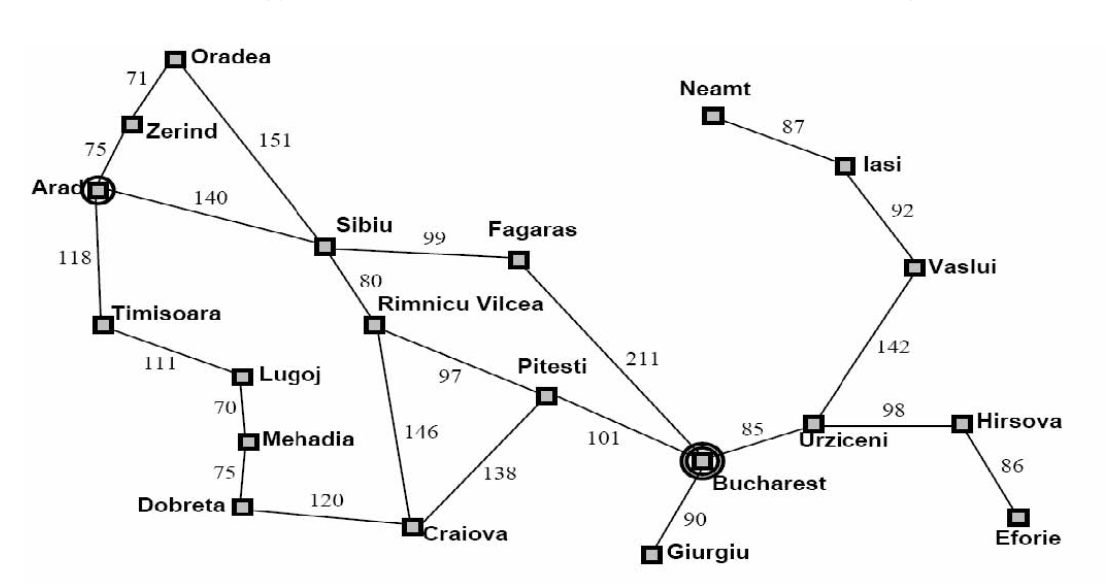 Oradea
71
Neamt
Zerind
87
151
75
Iasi
Arad
140
92
Sibiu
Fagaras
99
118
Vaslui
80
Rimnicu Vilcea
Timisoara
142
111
211
Pitesti
Lugoj
97
70
98
Hirsova
146
85
Urziceni
Mehadia
101
86
75
138
Bucharest
Dobreta
120
90
Craiova
Eforie
Giurgiu